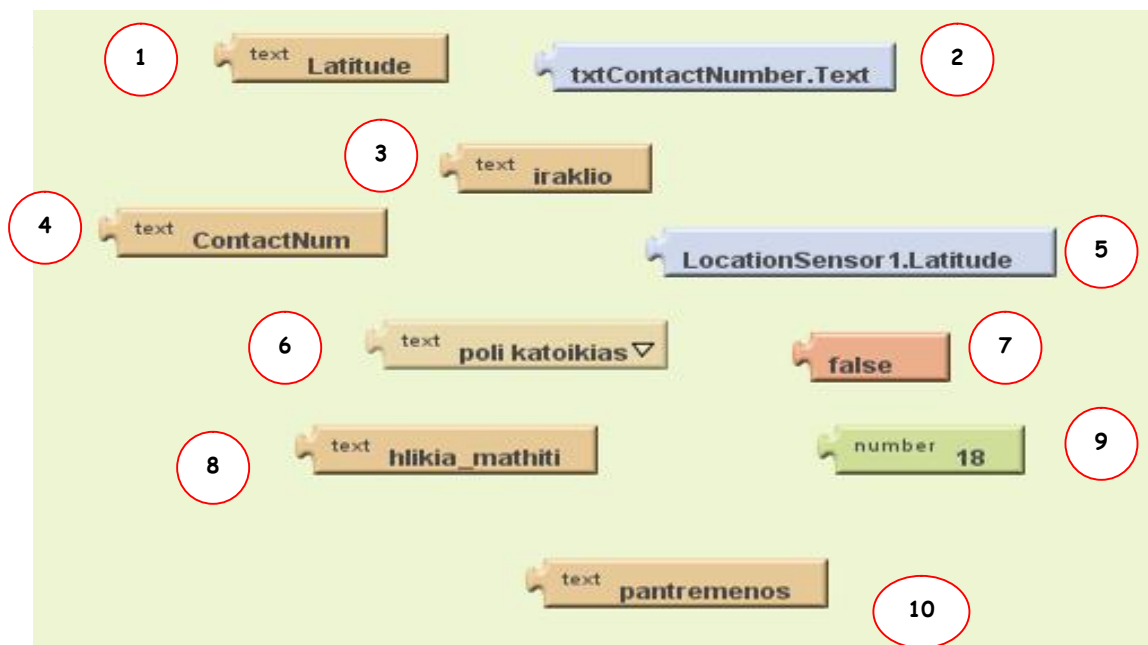 1
text Latitude
txtContactNumber.Text
2
3
text iraklio
4
text ContactNum
LocationSensor1.Latitude
5
6
text poli katoikias
false
7
8
text hlikia_mathiti
number 18
9
text pantremenos
10